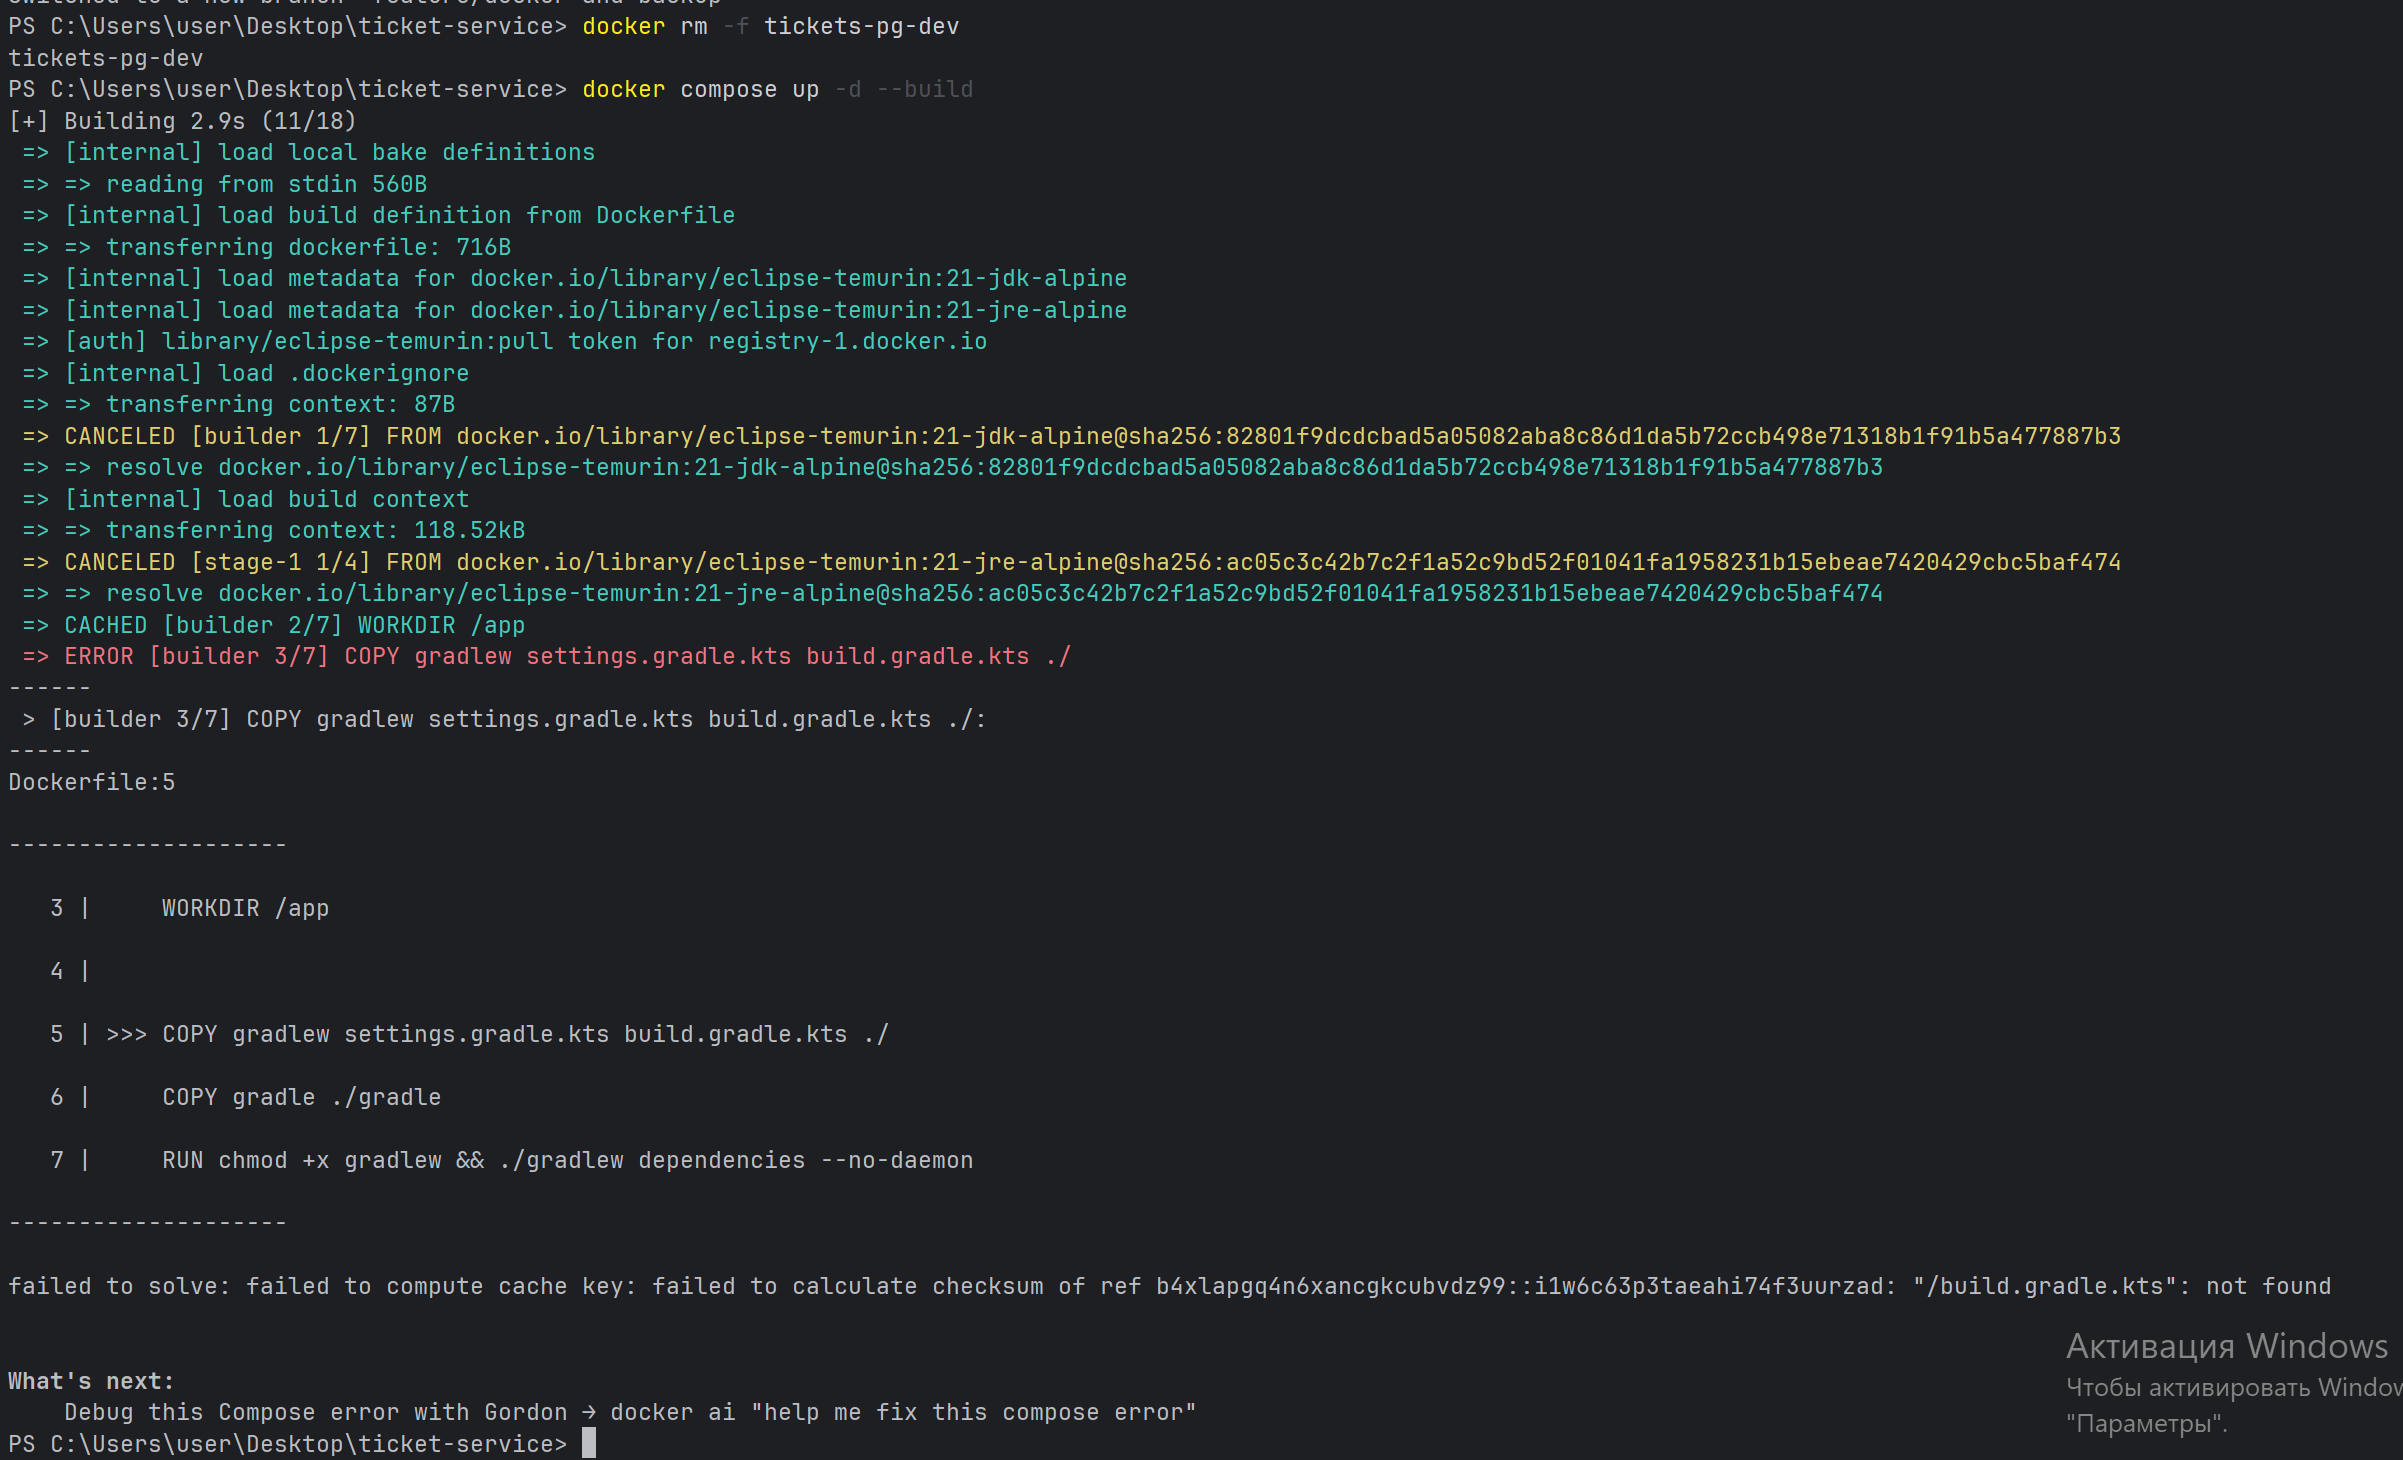 switched to a new branch 'feature/docker-and-backup'
PS C:\Users\user\Desktop\ticket-service> docker rm -f tickets-pg-dev
tickets-pg-dev
PS C:\Users\user\Desktop\ticket-service> docker compose up -d --build
[+] Building 2.9s (11/18)
=> [internal] load local bake definitions
=> => reading from stdin 560B
=> [internal] load build definition from Dockerfile
=> => transferring dockerfile: 716B
=> [internal] load metadata for docker.io/library/eclipse-temurin:21-jdk-alpine
=> [internal] load metadata for docker.io/library/eclipse-temurin:21-jre-alpine
=> [auth] library/eclipse-temurin:pull token for registry-1.docker.io
=> [internal] load .dockerignore
=> => transferring context: 87B
=> CANCELED [builder 1/7] FROM docker.io/library/eclipse-temurin:21-jdk-alpine@sha256:82801f9dcdcbad5a05082aba8c86d1da5b72ccb498e71318b1f91b5a477887b3
=> => resolve docker.io/library/eclipse-temurin:21-jdk-alpine@sha256:82801f9dcdcbad5a05082aba8c86d1da5b72ccb498e71318b1f91b5a477887b3
=> [internal] load build context
=> => transferring context: 118.52kB
=> CANCELED [stage-1 1/4] FROM docker.io/library/eclipse-temurin:21-jre-alpine@sha256:ac05c3c42b7c2f1a52c9bd52f01041fa1958231b15ebeae7420429cbc5baf474
=> => resolve docker.io/library/eclipse-temurin:21-jre-alpine@sha256:ac05c3c42b7c2f1a52c9bd52f01041fa1958231b15ebeae7420429cbc5baf474
=> CACHED [builder 2/7] WORKDIR /app
=> ERROR [builder 3/7] COPY gradlew settings.gradle.kts build.gradle.kts ./
------
> [builder 3/7] COPY gradlew settings.gradle.kts build.gradle.kts ./:
------
Dockerfile:5
--------------------
3 | WORKDIR /app
4 |
5 | >>> COPY gradlew settings.gradle.kts build.gradle.kts ./
6 | COPY gradle ./gradle
7 | RUN chmod +x gradlew && ./gradlew dependencies --no-daemon
--------------------
failed to solve: failed to compute cache key: failed to calculate checksum of ref b4xlapgq4n6xancgkcubvdz99::i1w6c63p3taeahi74f3uurzad: "/build.gradle.kts": not found
What's next:
Debug this Compose error with Gordon → docker ai "help me fix this compose error"
PS C:\Users\user\Desktop\ticket-service>
Активация Windows
Чтобы активировать Window
"Параметры".